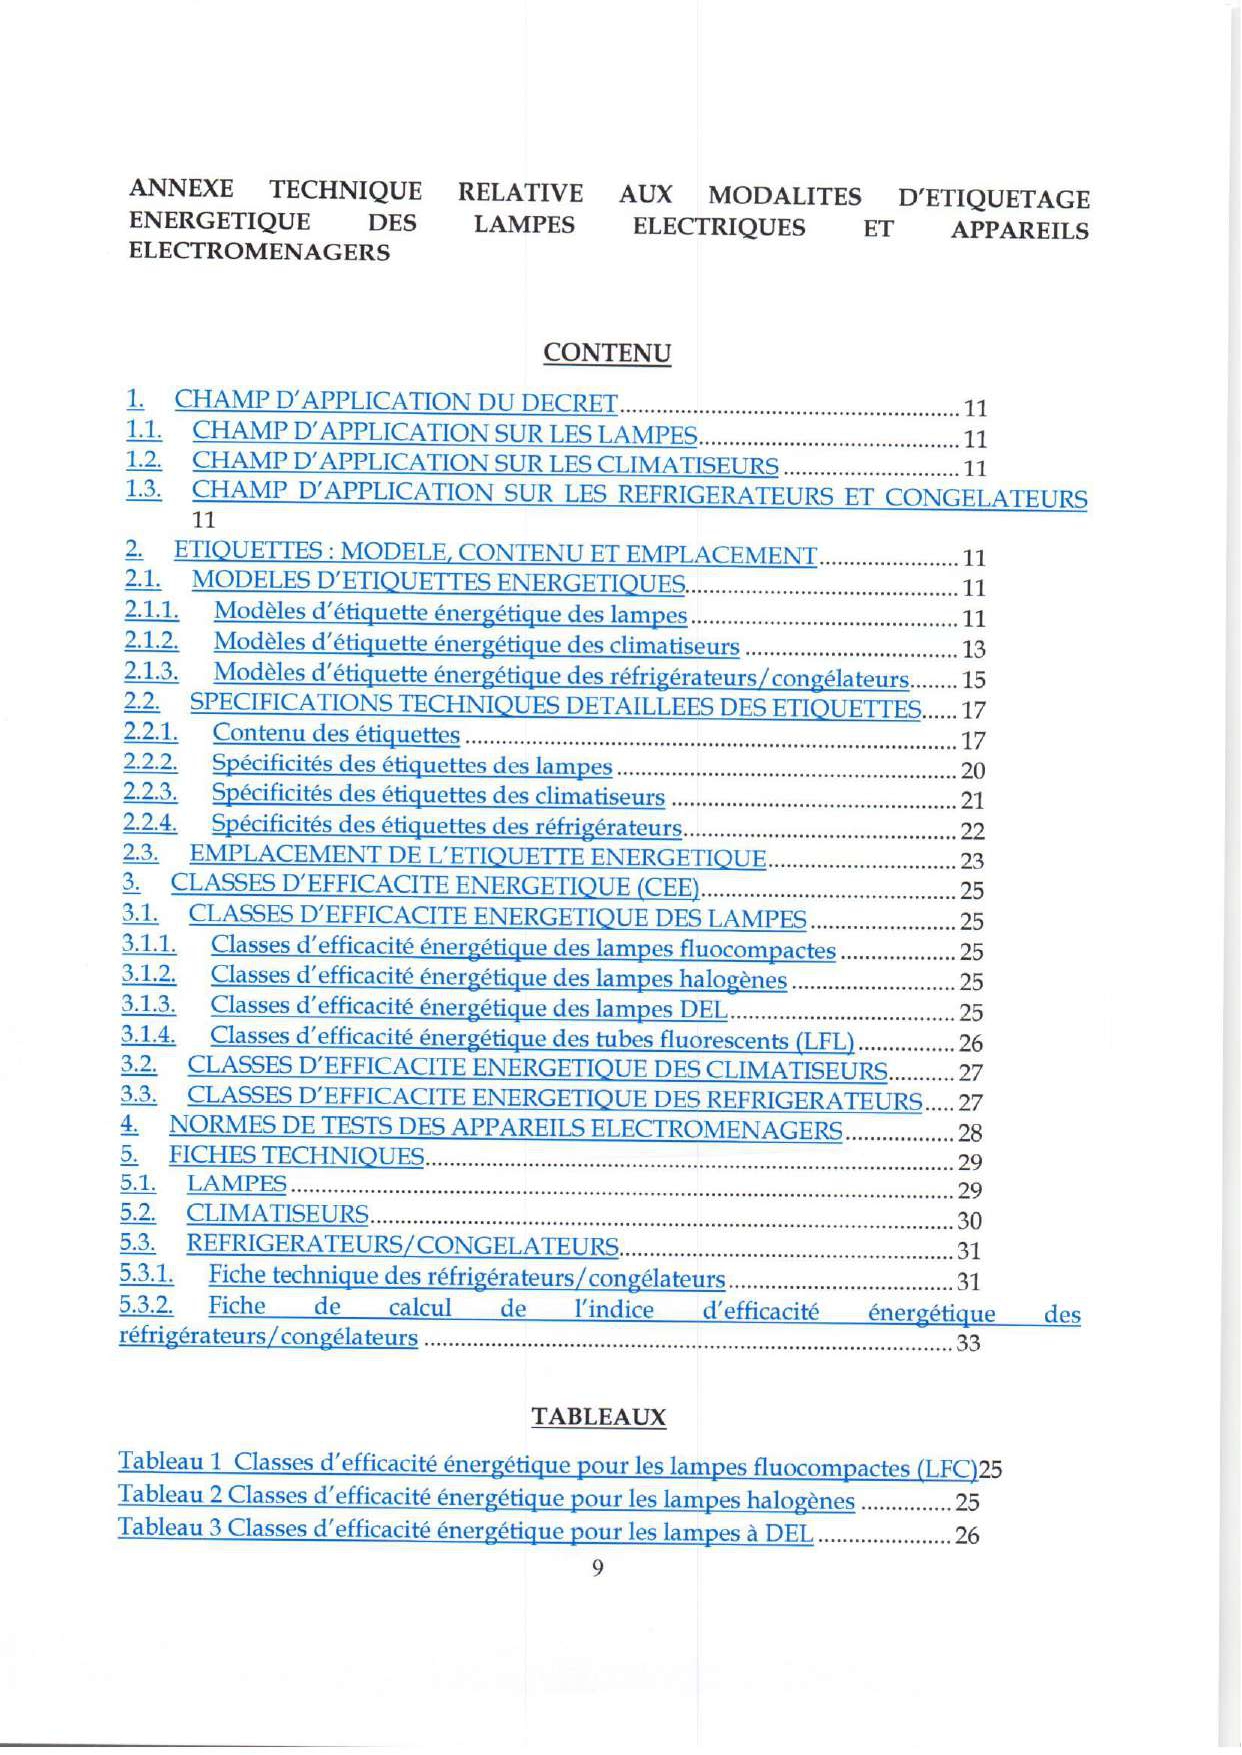 ANNEXE TECHNIQUE RELATIVE AUX MODALITES D'ETIQUETAGE
ENERGETIQUE DES LAMPES ELECTRIQUES ET APPAREILS
ELECTROMENAGERS
CONTENU
1. CHAMP D'APPLICATION DU DECRET........................................................ 11
1.1. CHAMP D'APPLICATION SUR LES LAMPES........................................... 11
1.2. CHAMP D'APPLICATION SUR LES CLIMATISEURS ............................. 11
1.3. CHAMP D'APPLICATION SUR LES REFRIGERATEURS ET CONGELATEURS
11
2. ETIQUETTES : MODELE, CONTENU ET EMPLACEMENT....................... 11
2.1. MODELES D'ETIQUETTES ENERGETIQUES............................................. 11
2.1.1. Modèles d'étiquette énergétique des lampes............................................ 11
2.1.2. Modèles d'étiquette énergétique des climatiseurs ................................... 13
2.1.3. Modèles d'étiquette énergétique des réfrigérateurs/congélateurs........ 15
2.2. SPECIFICATIONS TECHNIQUES DETAILLEES DES ETIQUETTES...... 17
2.2.1. Contenu des étiquettes ................................................................................. 17
2.2.2. Spécificités des étiquettes des lampes ........................................................ 20
2.2.3. Spécificités des étiquettes des climatiseurs ............................................... 21
2.2.4. Spécificités des étiquettes des réfrigérateurs............................................. 22
2.3. EMPLACEMENT DE L'ETIQUETTE ENERGETIQUE............................... 23
3. CLASSES D'EFFICACITE ENERGETIQUE (CEE).......................................... 25
3.1. CLASSES D'EFFICACITE ENERGETIQUE DES LAMPES ........................ 25
3.1.1. Classes d'efficacité énergétique des lampes fluocompactes ................... 25
3.1.2. Classes d'efficacité énergétique des lampes halogènes ........................... 25
3.1.3. Classes d'efficacité énergétique des lampes DEL..................................... 25
3.1.4. Classes d'efficacité énergétique des tubes fluorescents (LFL) ................ 26
3.2. CLASSES D'EFFICACITE ENERGETIQUE DES CLIMATISEURS........... 27
3.3. CLASSES D'EFFICACITE ENERGETIQUE DES REFRIGERATEURS..... 27
4. NORMES DE TESTS DES APPAREILS ELECTROMENAGERS.................. 28
5. FICHES TECHNIQUES....................................................................................... 29
5.1. LAMPES ............................................................................................................. 29
5.2. CLIMATISEURS................................................................................................ 30
5.3. REFRIGERATEURS/CONGELATEURS....................................................... 31
5.3.1. Fiche technique des réfrigérateurs/congélateurs..................................... 31
5.3.2. Fiche de calcul de l'indice d'efficacité énergétique des
réfrigérateurs/congélateurs ....................................................................................... 33
TABLEAUX
Tableau 1 Classes d'efficacité énergétique pour les lampes fluocompactes (LFC)25
Tableau 2 Classes d'efficacité énergétique pour les lampes halogènes ............... 25
Tableau 3 Classes d'efficacité énergétique pour les lampes à DEL ...................... 26
9